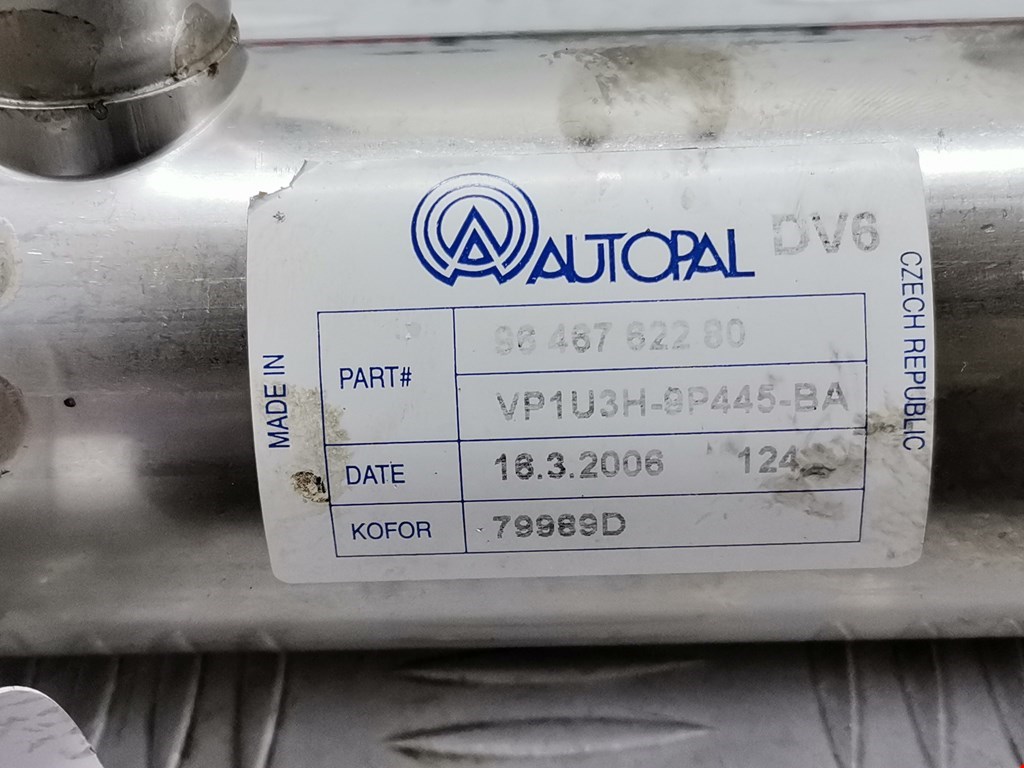 AUTOPAL DV6
MADE IN
PART# 96 487 622 80
VP1U3H-9P445-BA
DATE 16.3.2006
KOFOR 79989D
CZECH REPUBLIC